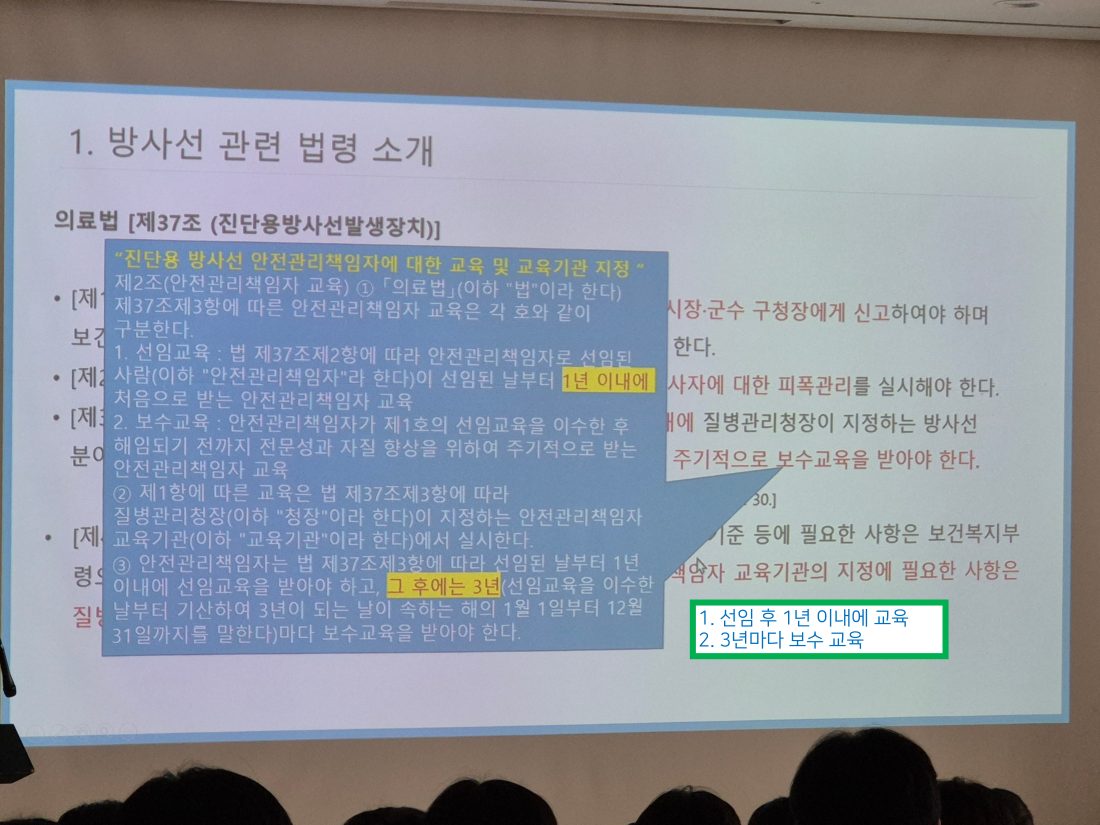 1. 방사선 관련 법령 소개
의료법 [제37조 (진단용방사선발생장치)]
"진단용 방사선 안전관리책임자에 대한 교육 및 교육기관 지정 "
제2조(안전관리책임자 교육) ① 「의료법」(이하 "법"이라 한다)
제37조제3항에 따른 안전관리책임자 교육은 각 호와 같이
구분한다.
1. 선임교육 : 법 제37조제2항에 따라 안전관리책임자로 선임된
사람(이하 "안전관리책임자"라 한다)이 선임된 날부터 1년 이내에
처음으로 받는 안전관리책임자 교육
2. 보수교육 : 안전관리책임자가 제1호의 선임교육을 이수한 후
해임되기 전까지 전문성과 자질 향상을 위하여 주기적으로 받는
안전관리책임자 교육
② 제1항에 따른 교육은 법 제37조제3항에 따라
질병관리청장(이하 "청장"이라 한다)이 지정하는 안전관리책임자
교육기관(이하 "교육기관"이라 한다)에서 실시한다.
③ 안전관리책임자는 법 제37조제3항에 따라 선임된 날부터 1년
이내에 선임교육을 받아야 하고, 그 후에는 3년(선임교육을 이수한
날부터 기산하여 3년이 되는 날이 속하는 해의 1월 1일부터 12월
31일까지를 말한다)마다 보수교육을 받아야 한다.
• [제1
시장·군수 구청장에게 신고하여야 하며
보건
한다.
• [제2
사자에 대한 피폭관리를 실시해야 한다.
• [제3
내에 질병관리청장이 지정하는 방사선
분야
주기적으로 보수교육을 받아야 한다.
30.]
• [제4
기준 등에 필요한 사항은 보건복지부
령으
책임자 교육기관의 지정에 필요한 사항은
질병
1. 선임 후 1년 이내에 교육
2. 3년마다 보수 교육